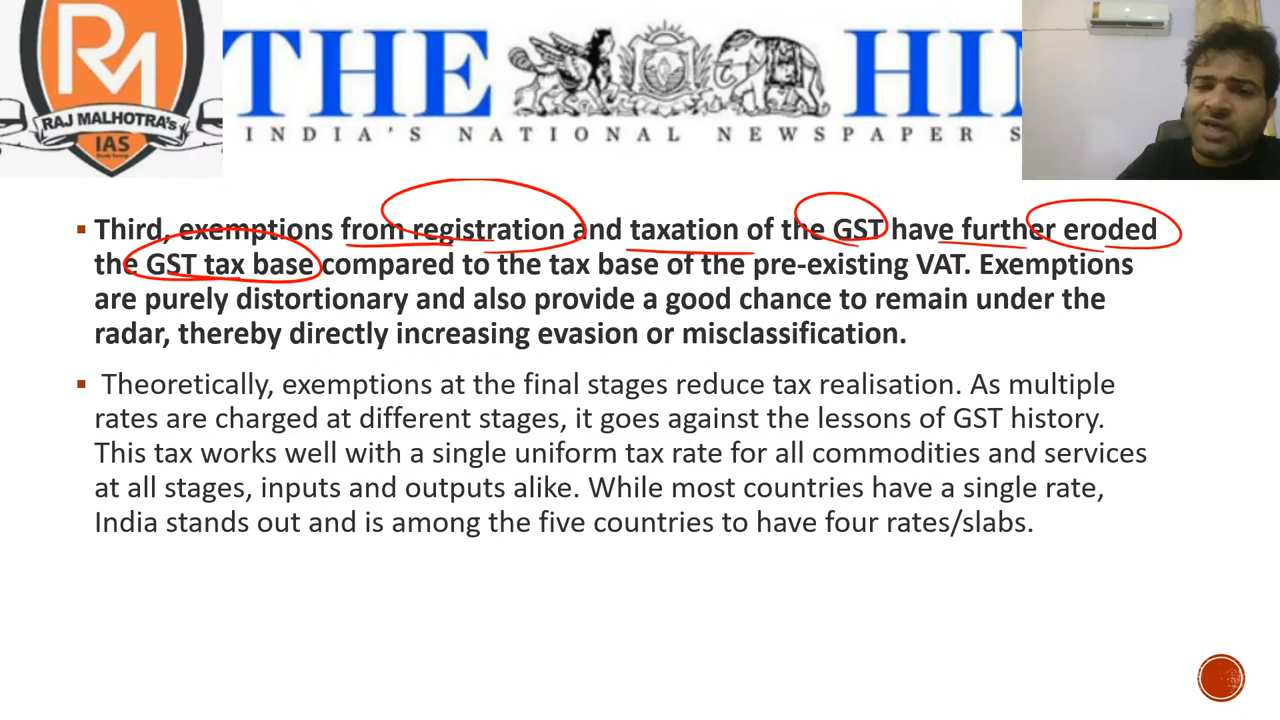 RM
RAJ MALHOTRA's
IAS
Study Group
THE HI
INDIA'S NATIONAL NEWSPAPER S
Third, exemptions from registration and taxation of the GST have further eroded
the GST tax base compared to the tax base of the pre-existing VAT. Exemptions
are purely distortionary and also provide a good chance to remain under the
radar, thereby directly increasing evasion or misclassification.
Theoretically, exemptions at the final stages reduce tax realisation. As multiple
rates are charged at different stages, it goes against the lessons of GST history.
This tax works well with a single uniform tax rate for all commodities and services
at all stages, inputs and outputs alike. While most countries have a single rate,
India stands out and is among the five countries to have four rates/slabs.